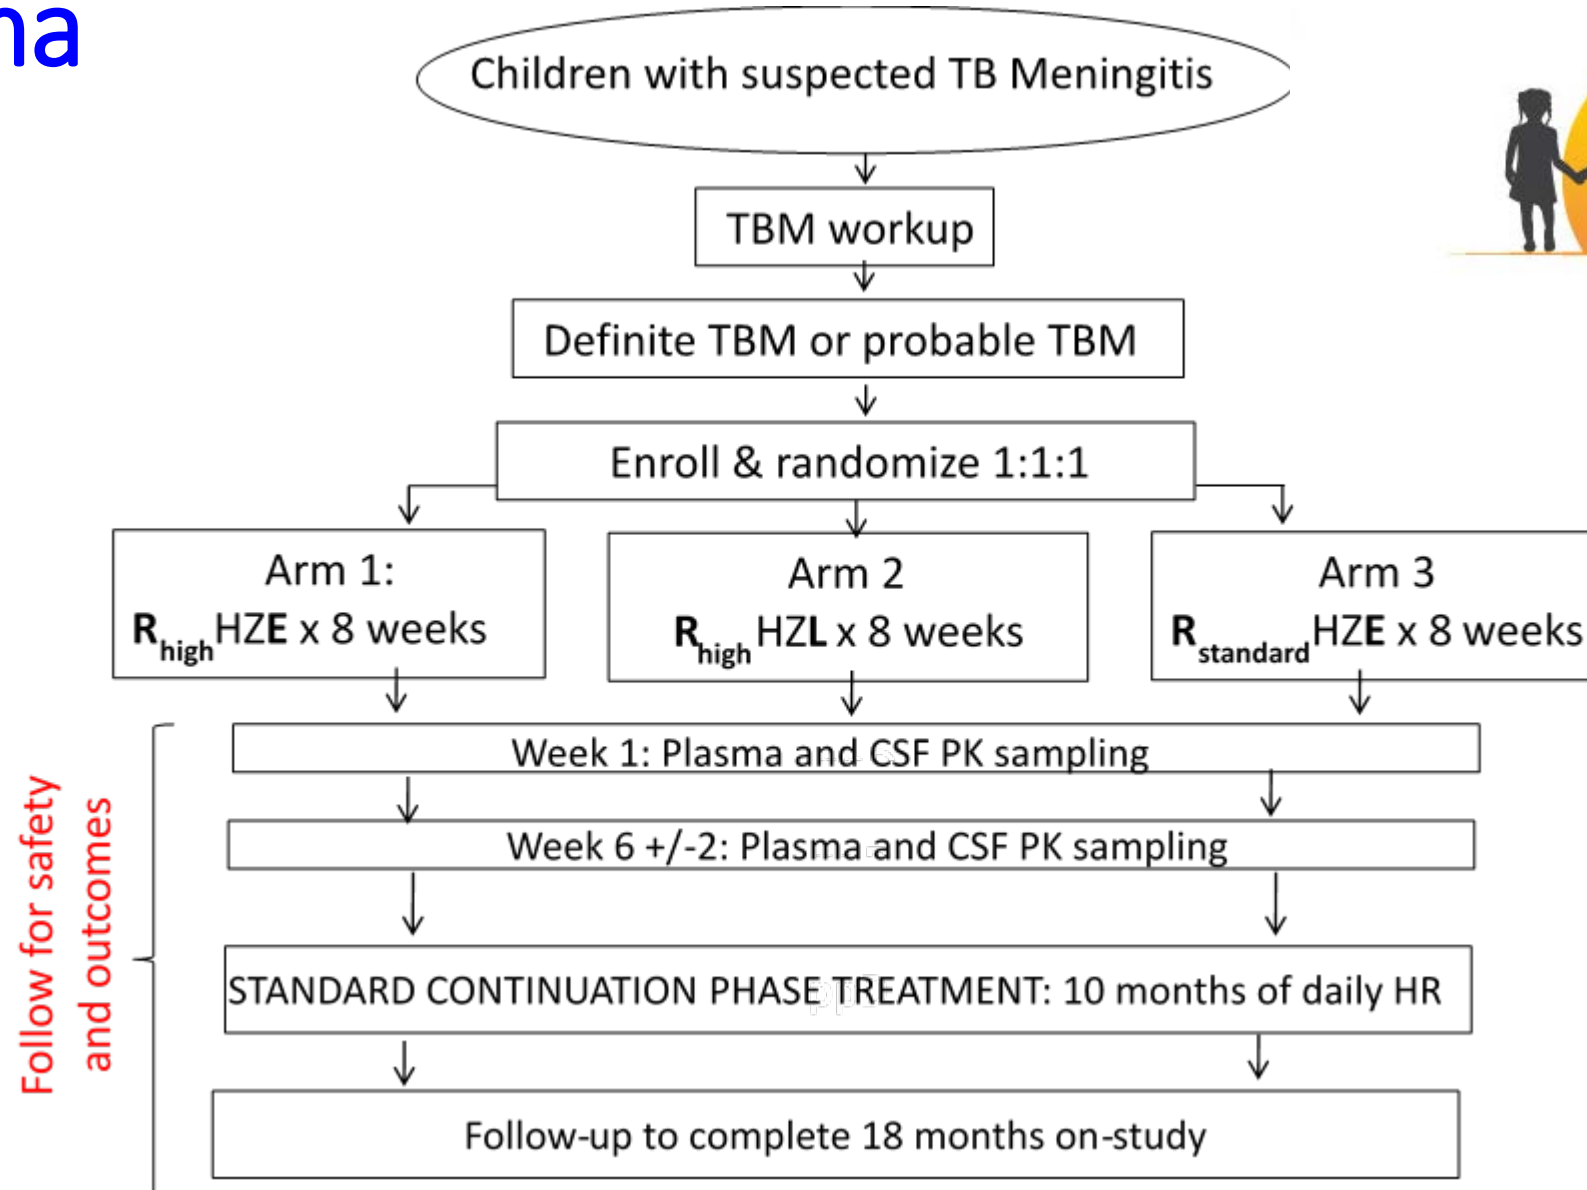 Children with suspected TB Meningitis
TBM workup
Definite TBM or probable TBM
Enroll & randomize 1:1:1
Arm 1:
RhighHZE x 8 weeks
Arm 2
RhighHZL x 8 weeks
Arm 3
RstandardHZE x 8 weeks
Follow for safety
and outcomes
Week 1: Plasma and CSF PK sampling
Week 6 +/-2: Plasma and CSF PK sampling
STANDARD CONTINUATION PHASE TREATMENT: 10 months of daily HR
Follow-up to complete 18 months on-study